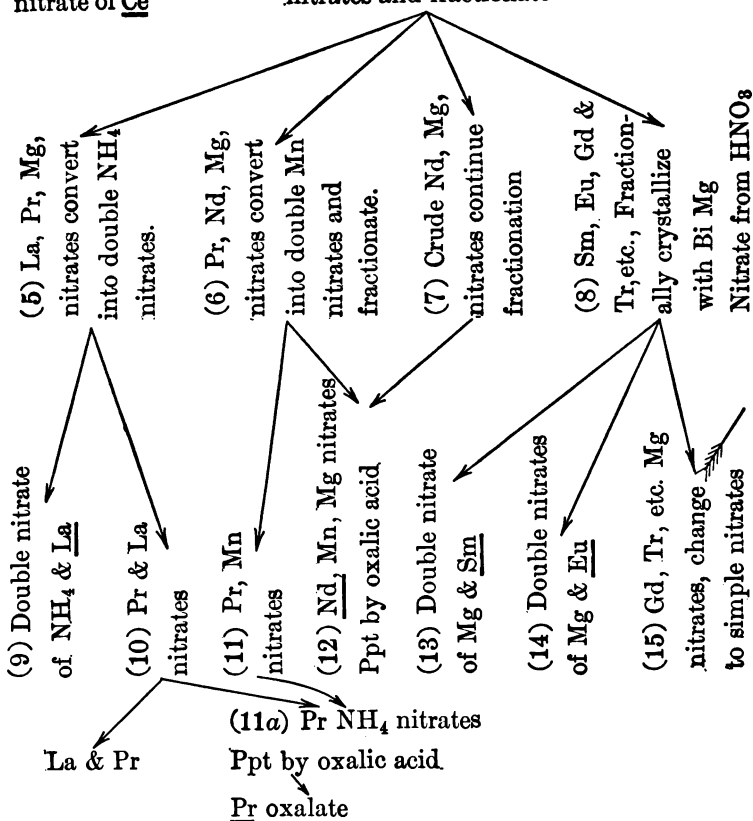 nitrate of Ce
nitrates and fractionate
(5) La, Pr, Mg,
nitrates convert
into double NH4
nitrates.
(6) Pr, Nd, Mg,
nitrates convert
into double Mn
nitrates and
fractionate.
(7) Crude Nd, Mg,
nitrates continue
fractionation
(8) Sm, Eu, Gd &
Tr, etc., Fraction-
ally crystallize
with Bi Mg
Nitrate from HNO3
(9) Double nitrate
of NH4 & La
(10) Pr & La
nitrates
(11) Pr, Mn
nitrates
(12) Nd, Mn, Mg nitrates
Ppt by oxalic acid
(13) Double nitrate
of Mg & Sm
(14) Double nitrates
of Mg & Eu
(15) Gd, Tr, etc. Mg
nitrates, change
to simple nitrates
La & Pr
(11a) Pr NH4 nitrates
Ppt by oxalic acid
Pr oxalate